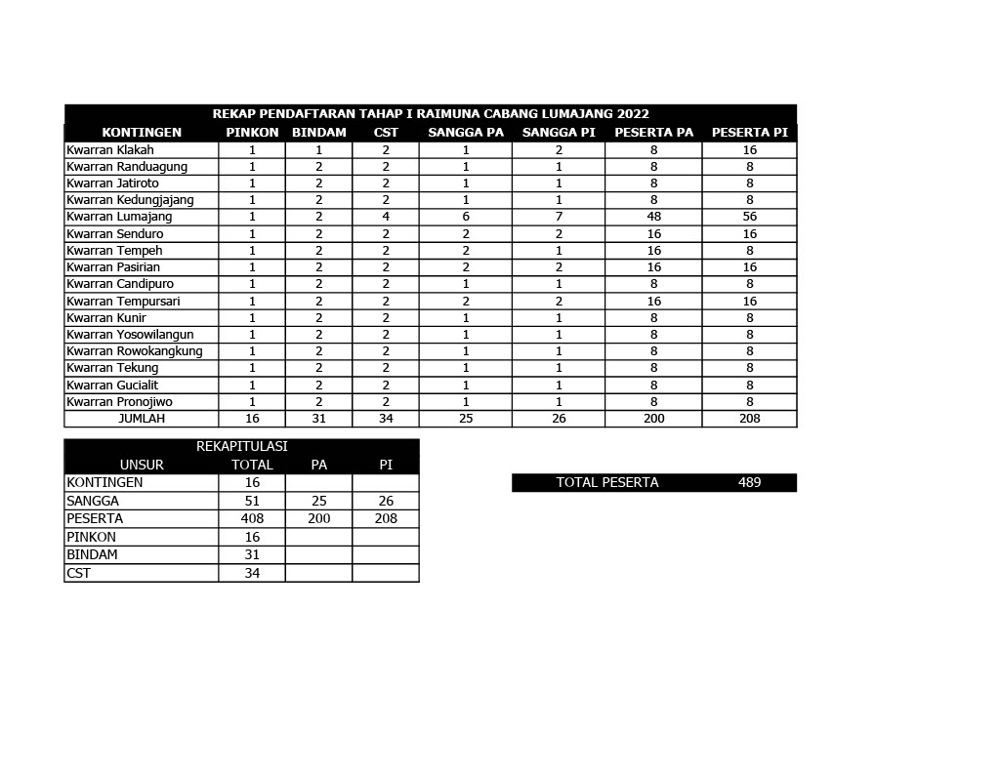 REKAP PENDAFTARAN TAHAP I RAIMUNA CABANG LUMAJANG 2022
KONTINGEN PINKON BINDAM CST SANGGA PA SANGGA PI PESERTA PA PESERTA PI
Kwarran Klakah 1 1 2 1 2 8 16
Kwarran Randuagung 1 2 2 1 1 8 8
Kwarran Jatiroto 1 2 2 1 1 8 8
Kwarran Kedungjajang 1 2 2 1 1 8 8
Kwarran Lumajang 1 2 4 6 7 48 56
Kwarran Senduro 1 2 2 2 2 16 16
Kwarran Tempeh 1 2 2 2 1 16 8
Kwarran Pasirian 1 2 2 2 2 16 16
Kwarran Candipuro 1 2 2 1 1 8 8
Kwarran Tempursari 1 2 2 2 2 16 16
Kwarran Kunir 1 2 2 1 1 8 8
Kwarran Yosowilangun 1 2 2 1 1 8 8
Kwarran Rowokangkung 1 2 2 1 1 8 8
Kwarran Tekung 1 2 2 1 1 8 8
Kwarran Gucialit 1 2 2 1 1 8 8
Kwarran Pronojiwo 1 2 2 1 1 8 8
JUMLAH 16 31 34 25 26 200 208
REKAPITULASI
UNSUR TOTAL PA PI
KONTINGEN 16
SANGGA 51 25 26
PESERTA 408 200 208
PINKON 16
BINDAM 31
CST 34
TOTAL PESERTA 489